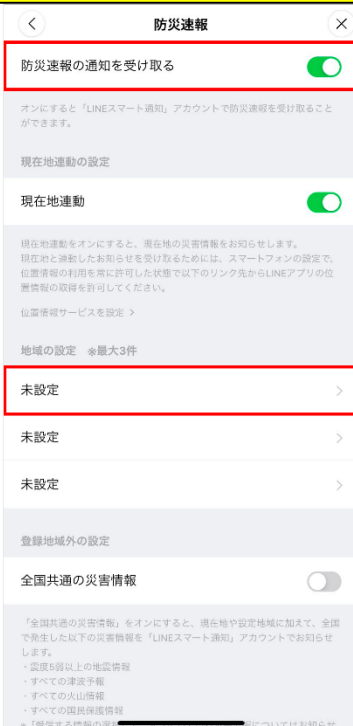 防災速報
防災速報の通知を受け取る
オンにすると「LINEスマート通知」アカウントで防災速報を受け取ること
ができます。
現在地連動の設定
現在地連動
現在地連動をオンにすると、現在地の災害情報をお知らせします。
現在地と連動したお知らせを受け取るためには、スマートフォンの設定で、
位置情報の利用を常に許可した状態で以下のリンク先からLINEアプリの位
置情報の取得を許可してください。
位置情報サービスを設定 >
地域の設定 ※最大3件
未設定
未設定
未設定
登録地域外の設定
全国共通の災害情報
「全国共通の災害情報」をオンにすると、現在地や設定地域に加えて、全国
で発生した以下の災害情報を「LINEスマート通知」アカウントでお知らせ
します。
・震度5弱以上の地震情報
・すべての津波予報
・すべての火山情報
・すべての国民保護情報
*「受信する情報の選
についてはお知らせ